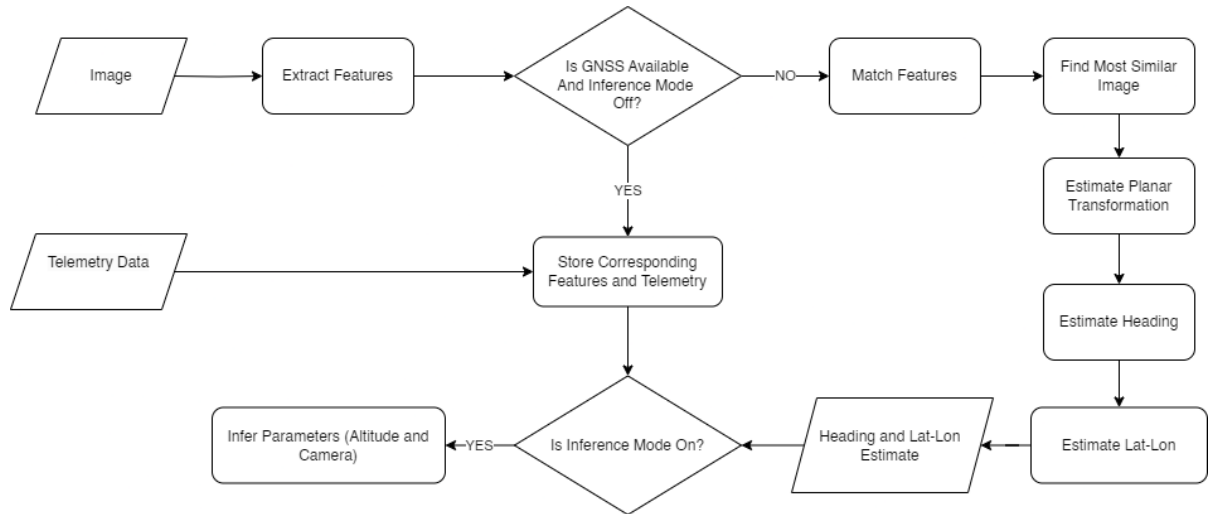 Image
Extract Features
Is GNSS Available
And Inference Mode
Off?
NO
Match Features
Find Most Similar
Image
YES
Estimate Planar
Transformation
Telemetry Data
Store Corresponding
Features and Telemetry
Estimate Heading
Infer Parameters (Altitude and
Camera)
YES
Is Inference Mode On?
Heading and Lat-Lon
Estimate
Estimate Lat-Lon